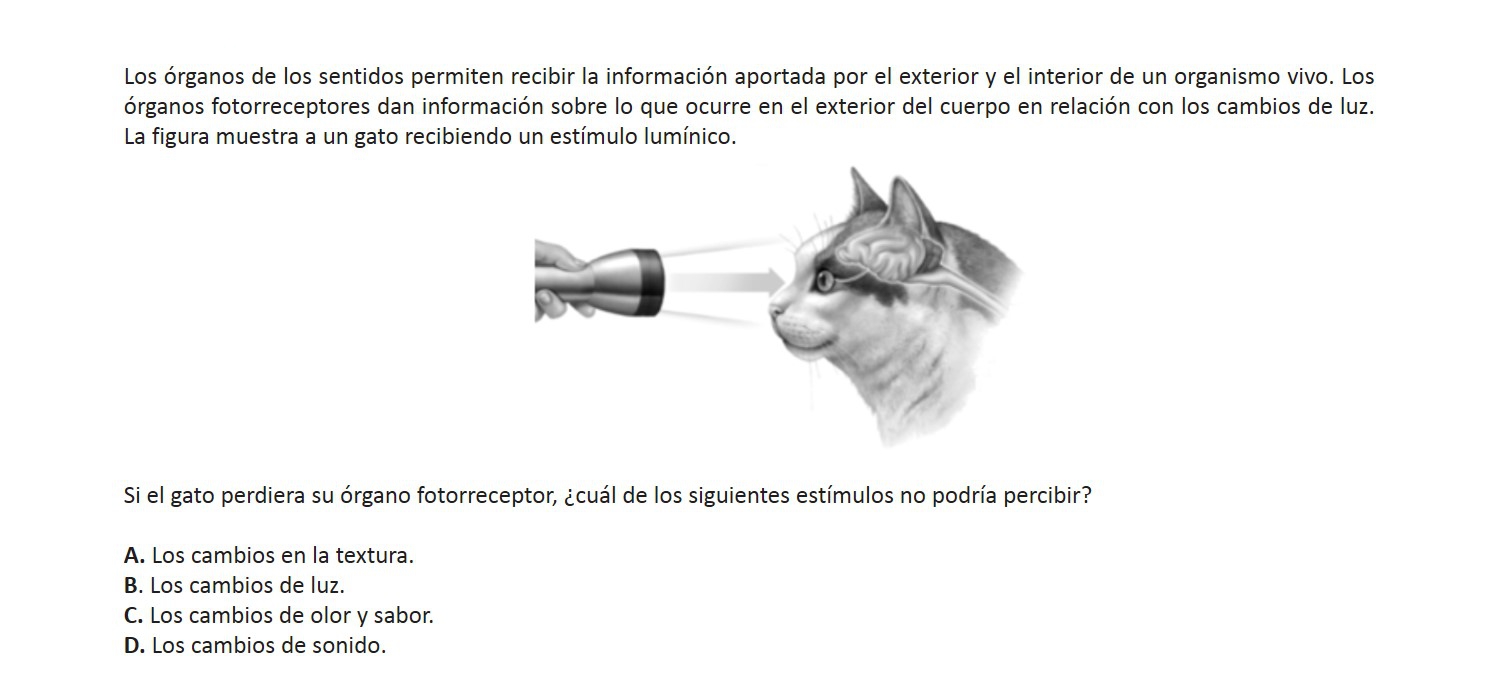 Los órganos de los sentidos permiten recibir la información aportada por el exterior y el interior de un organismo vivo. Los
órganos fotorreceptores dan información sobre lo que ocurre en el exterior del cuerpo en relación con los cambios de luz.
La figura muestra a un gato recibiendo un estímulo lumínico.
Si el gato perdiera su órgano fotorreceptor, ¿cuál de los siguientes estímulos no podría percibir?
A. Los cambios en la textura.
B. Los cambios de luz.
C. Los cambios de olor y sabor.
D. Los cambios de sonido.